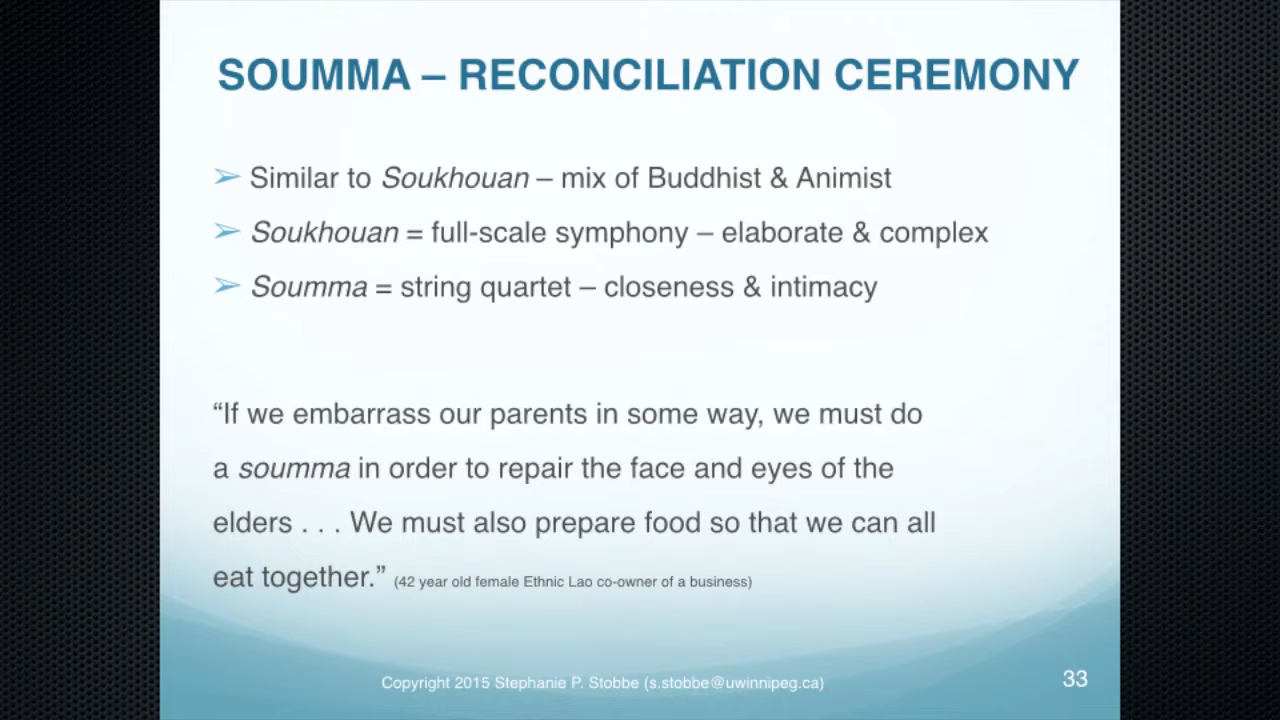 SOUMMA – RECONCILIATION CEREMONY
➢ Similar to Soukhouan – mix of Buddhist & Animist
➢ Soukhouan = full-scale symphony – elaborate & complex
➢ Soumma = string quartet – closeness & intimacy
“If we embarrass our parents in some way, we must do
a soumma in order to repair the face and eyes of the
elders . . . We must also prepare food so that we can all
eat together.” (42 year old female Ethnic Lao co-owner of a business)
Copyright 2015 Stephanie P. Stobbe (s.stobbe@uwinnipeg.ca)
33